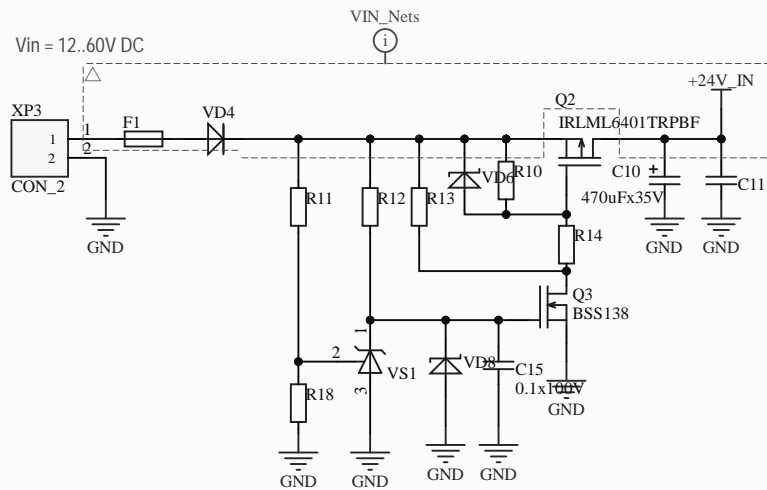 VIN_Nets
i
Vin = 12..60V DC
+24V_IN
XP3
F1
VD4
Q2
IRLML6401TRPBF
1
1
2
2
CON_2
GND
R11
R12
R13
VD6
R10
C10
+
470uFx35V
C11
GND
GND
R14
Q3
BSS138
1
2
VS1
3
VD8
C15
0.1x100V
R18
GND
GND
GND
GND
GND